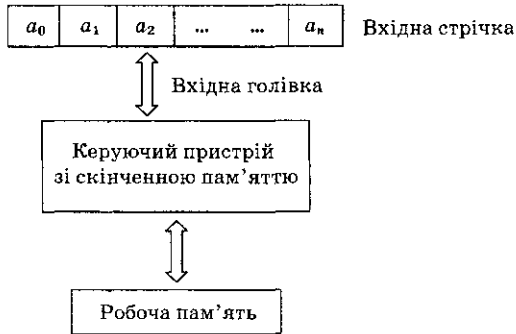 a₀ a₁ a₂ ... ... aₙ Вхідна стрічка
Вхідна голівка
Керуючий пристрій
зі скінченною пам’яттю
Робоча пам’ять